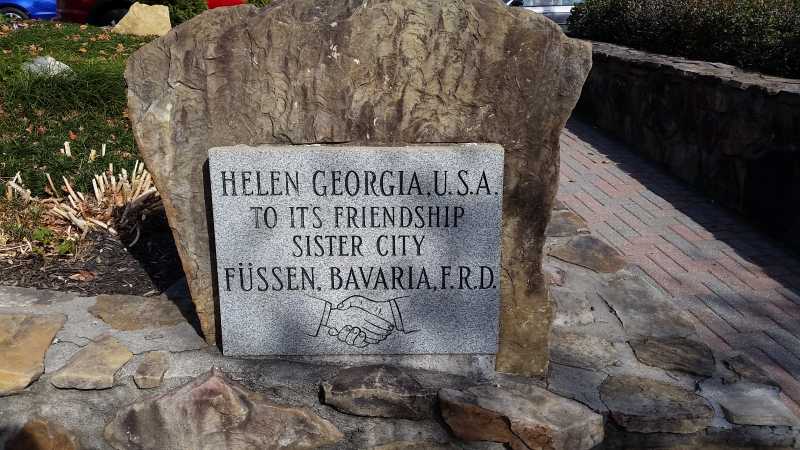 HELEN GEORGIA, U.S.A.
TO ITS FRIENDSHIP
SISTER CITY
FÜSSEN, BAVARIA, F.R.D.